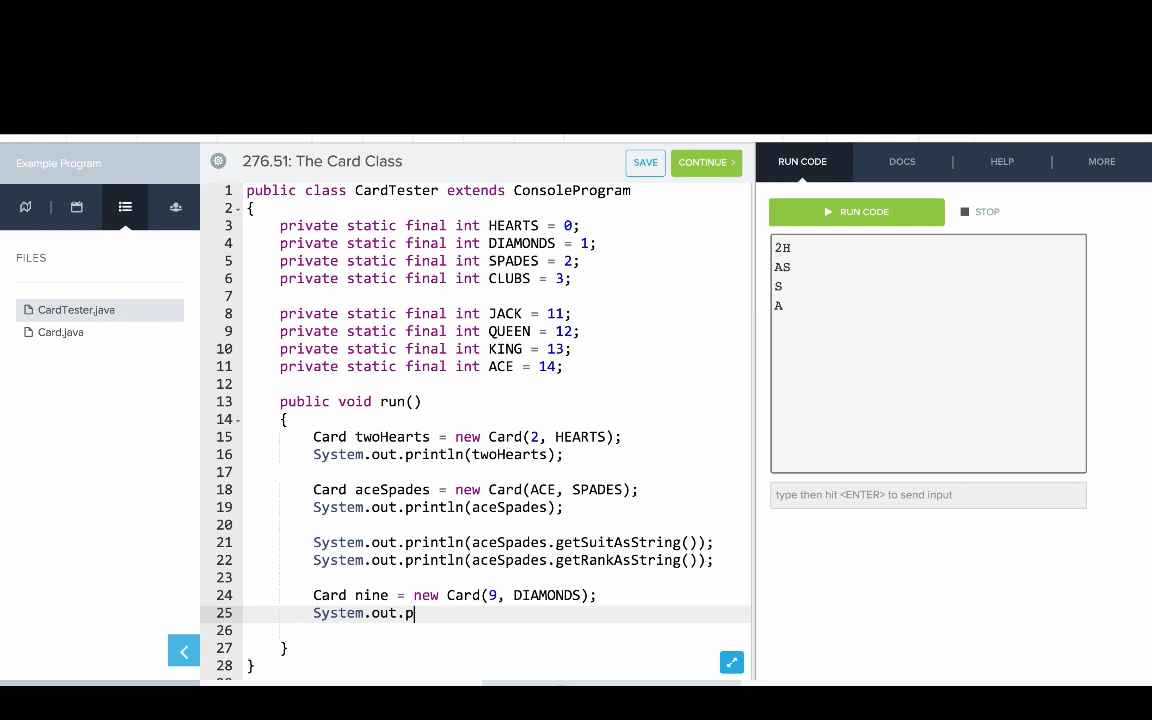 Example Program
276.51: The Card Class
SAVE
CONTINUE >
RUN CODE
DOCS
HELP
MORE
RUN CODE
STOP
FILES
CardTester.java
Card.java
1 public class CardTester extends ConsoleProgram
2 {
3 private static final int HEARTS = 0;
4 private static final int DIAMONDS = 1;
5 private static final int SPADES = 2;
6 private static final int CLUBS = 3;
7
8 private static final int JACK = 11;
9 private static final int QUEEN = 12;
10 private static final int KING = 13;
11 private static final int ACE = 14;
12
13 public void run()
14 {
15 Card twoHearts = new Card(2, HEARTS);
16 System.out.println(twoHearts);
17
18 Card aceSpades = new Card(ACE, SPADES);
19 System.out.println(aceSpades);
20
21 System.out.println(aceSpades.getSuitAsString());
22 System.out.println(aceSpades.getRankAsString());
23
24 Card nine = new Card(9, DIAMONDS);
25 System.out.p
26
27 }
28 }
2H
AS
S
A
type then hit <ENTER> to send input